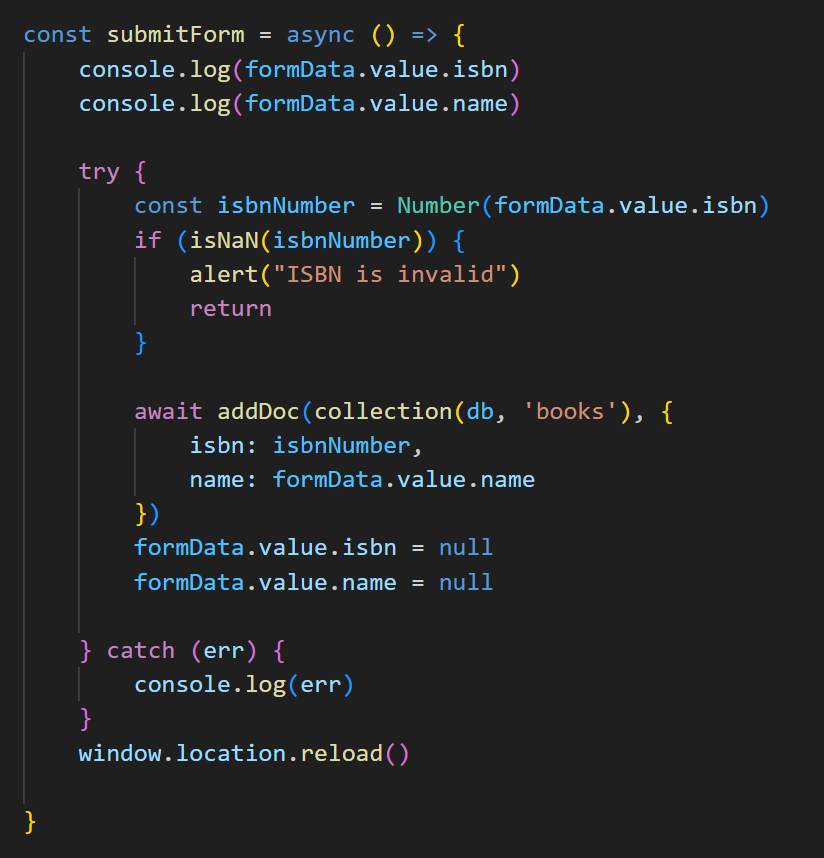 const submitForm = async () => {
    console.log(formData.value.isbn)
    console.log(formData.value.name)

    try {
        const isbnNumber = Number(formData.value.isbn)
        if (isNaN(isbnNumber)) {
            alert("ISBN is invalid")
            return
        }

        await addDoc(collection(db, 'books'), {
            isbn: isbnNumber,
            name: formData.value.name
        })
        formData.value.isbn = null
        formData.value.name = null

    } catch (err) {
        console.log(err)
    }
    window.location.reload()

}